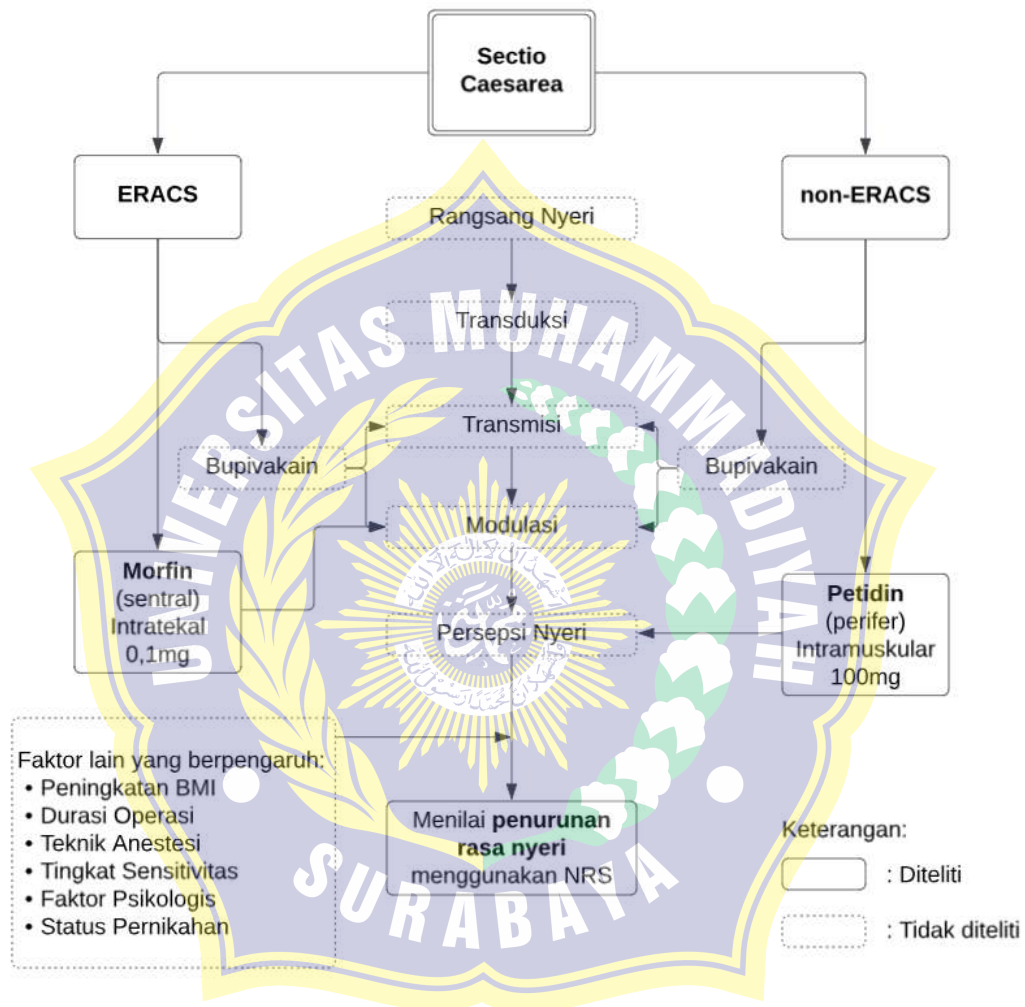 Sectio
Caesarea
ERACS
non-ERACS
Rangsang Nyeri
Transduksi
Transmisi
Bupivakain
Bupivakain
Modulasi
Morfin
(sentral)
Intratekal
0,1mg
Persepsi Nyeri
Petidin
(perifer)
Intramuskular
100mg
Faktor lain yang berpengaruh:
• Peningkatan BMI
• Durasi Operasi
• Teknik Anestesi
• Tingkat Sensitivitas
• Faktor Psikologis
• Status Pernikahan
Menilai penurunan
rasa nyeri
menggunakan NRS
Keterangan:
: Diteliti
: Tidak diteliti
UNIVERSITAS MUHAMMADIYAH
SURABAYA